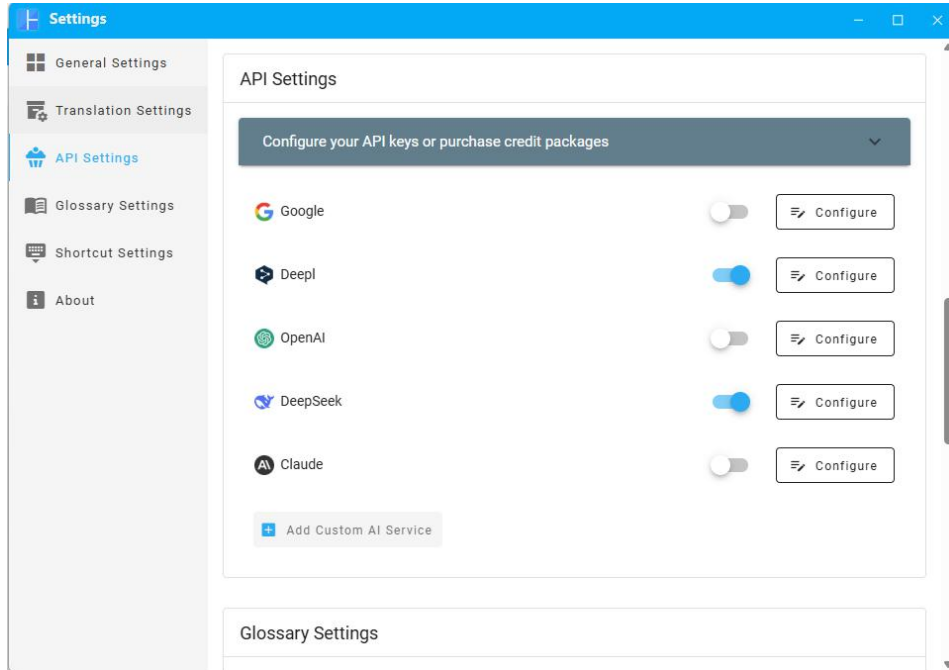 Settings
General Settings
Translation Settings
API Settings
Glossary Settings
Shortcut Settings
About
API Settings
Configure your API keys or purchase credit packages
Google
Configure
Deepl
Configure
OpenAI
Configure
DeepSeek
Configure
Claude
Configure
Add Custom AI Service
Glossary Settings